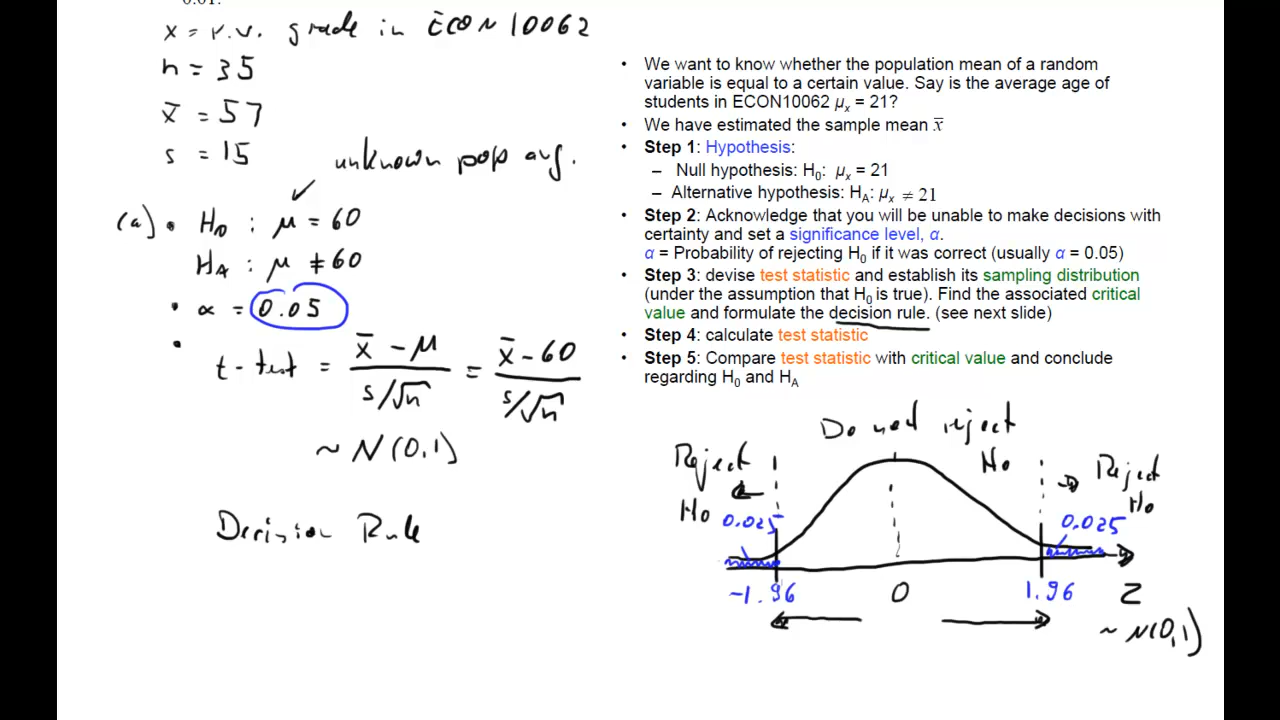 0.01.
x = r.v. grade in ECON 10062
n = 35
x̄ = 57
s = 15
unknown pop avg.
(a) • H₀ : μ = 60
H_A : μ ≠ 60
• α = 0.05
• t-test = (x̄ − μ) / (s/√n) = (x̄ − 60) / (s/√n)
~ N(0,1)
Decision Rule
• We want to know whether the population mean of a random
variable is equal to a certain value. Say is the average age of
students in ECON10062 μₓ = 21?
• We have estimated the sample mean x̄
• Step 1: Hypothesis:
– Null hypothesis: H₀: μₓ = 21
– Alternative hypothesis: H_A: μₓ ≠ 21
• Step 2: Acknowledge that you will be unable to make decisions with
certainty and set a significance level, α.
α = Probability of rejecting H₀ if it was correct (usually α = 0.05)
• Step 3: devise test statistic and establish its sampling distribution
(under the assumption that H₀ is true). Find the associated critical
value and formulate the decision rule. (see next slide)
• Step 4: calculate test statistic
• Step 5: Compare test statistic with critical value and conclude
regarding H₀ and H_A
Do not reject
H₀
Reject
H₀
Reject
H₀
0.025
0.025
-1.96
0
1.96
Z
~ N(0,1)